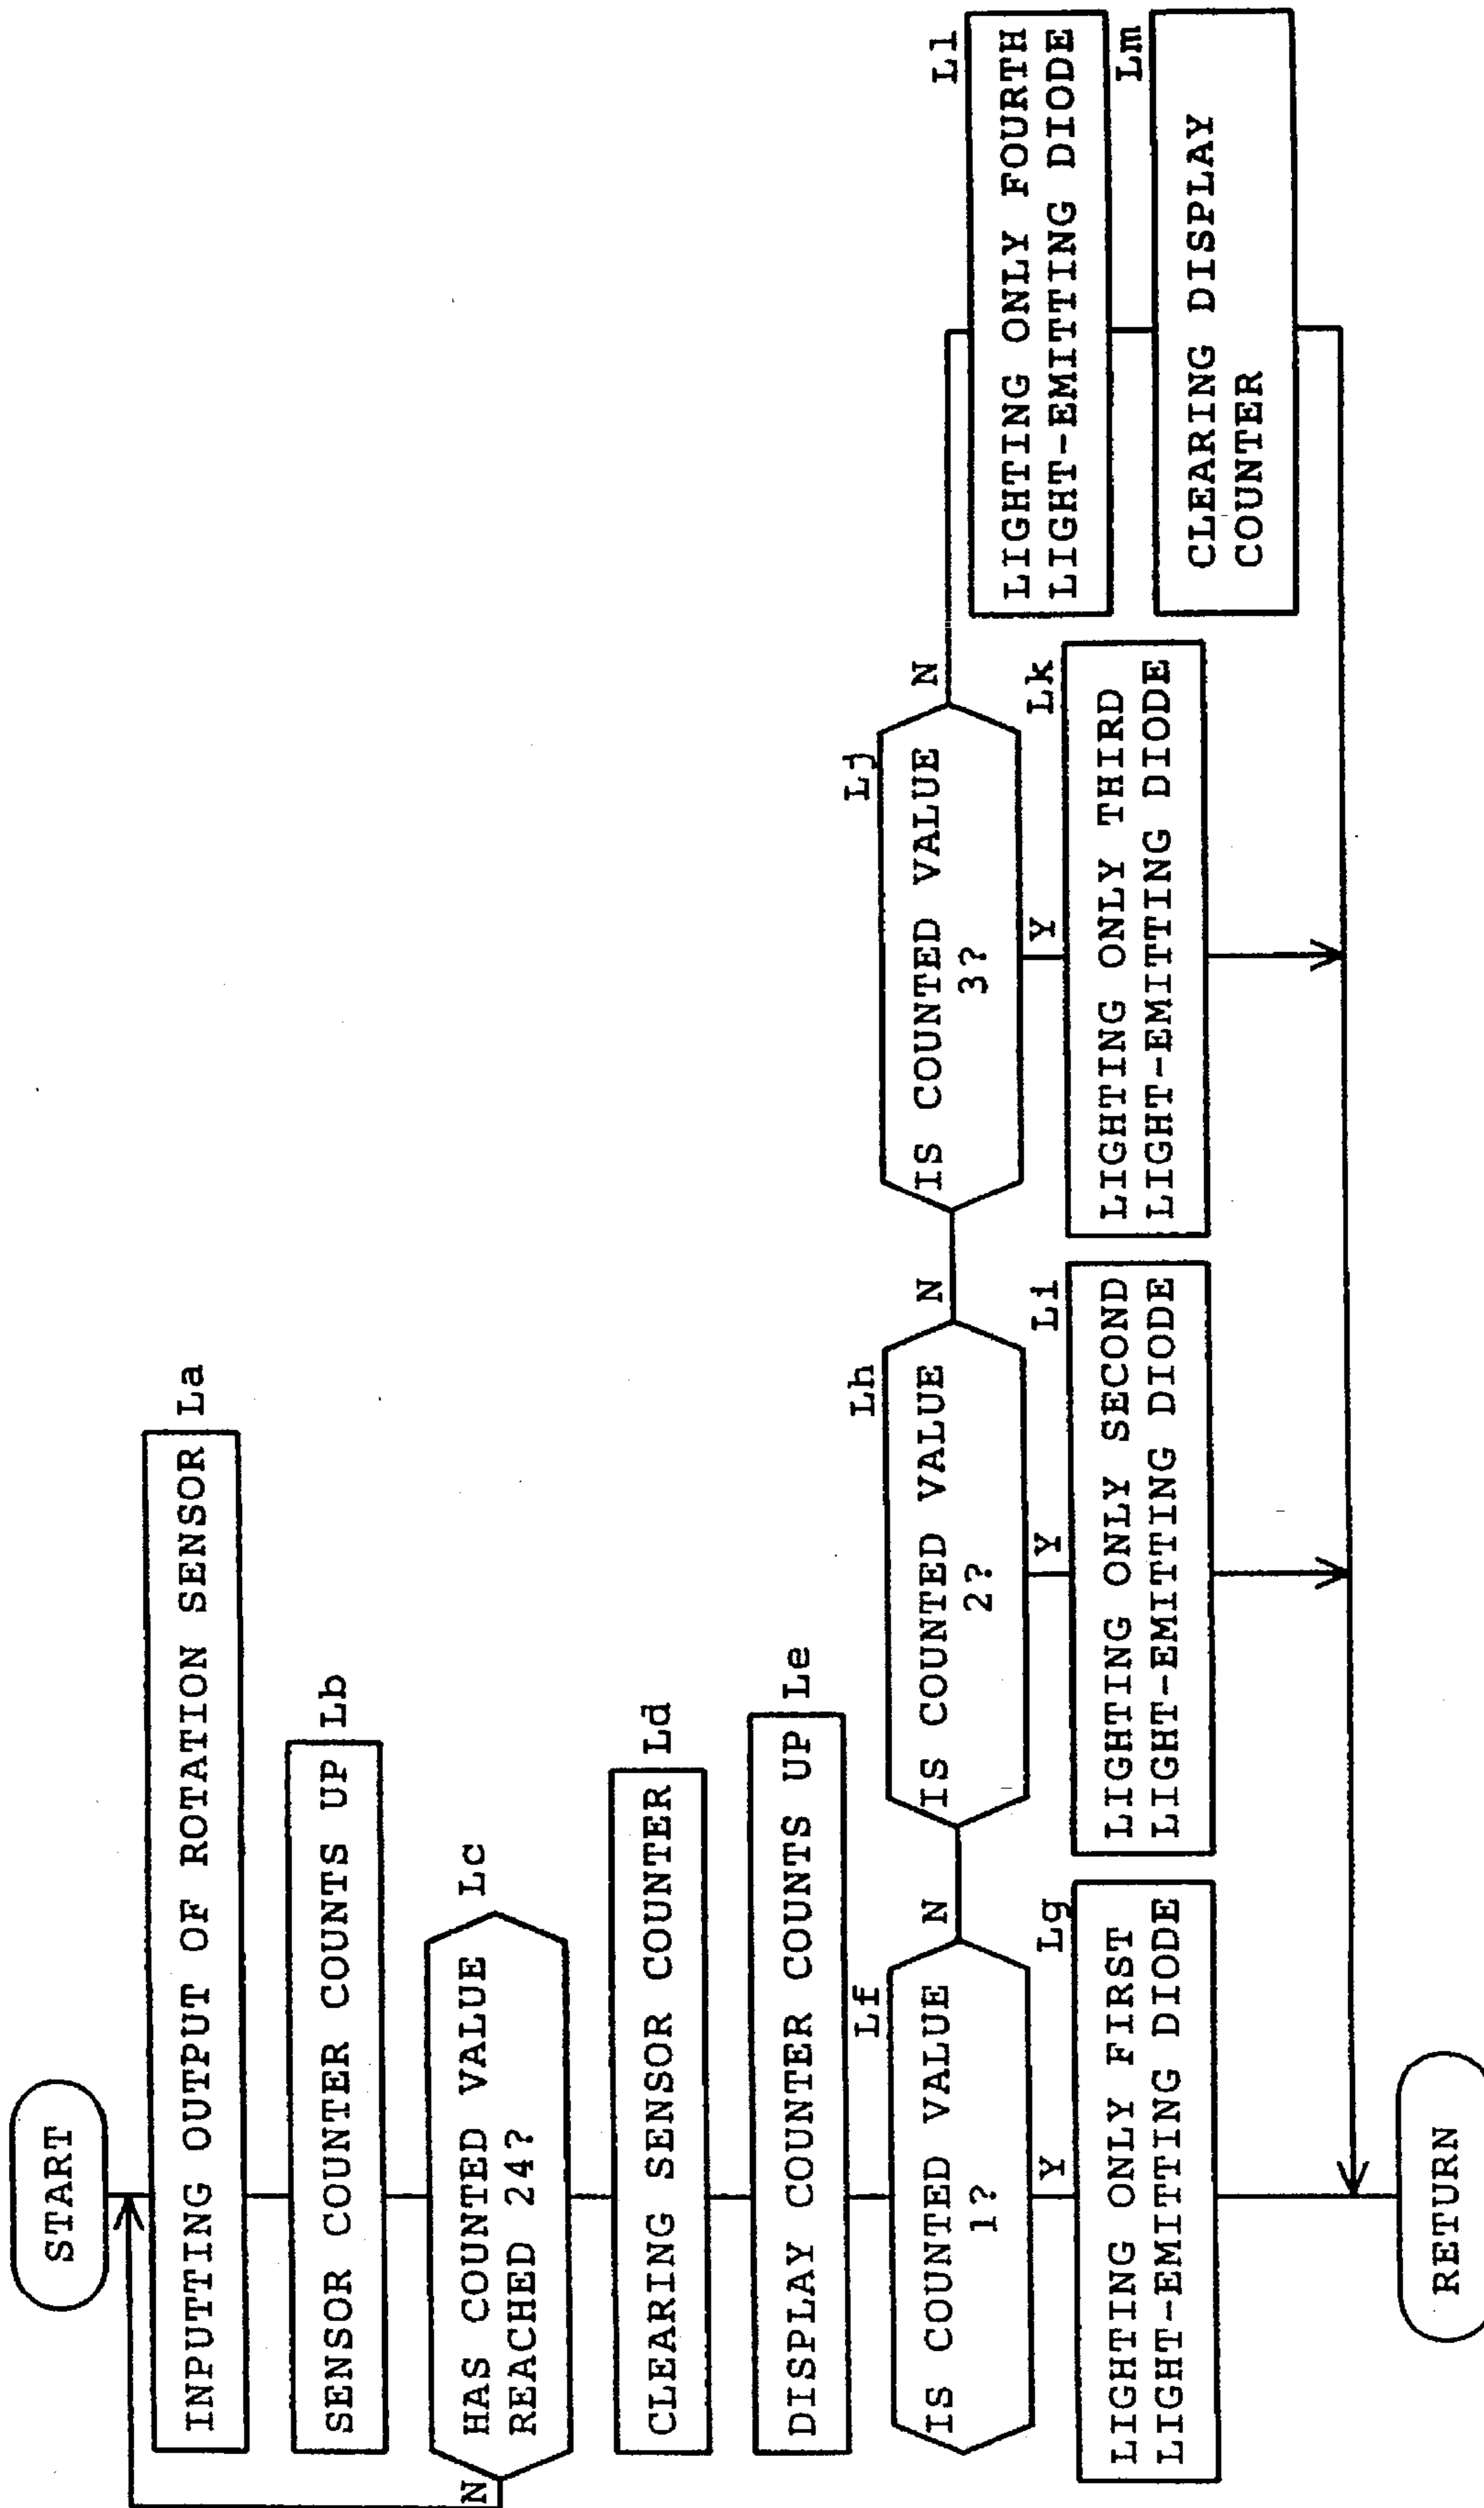 START
INPUTTING OUTPUT OF ROTATION SENSOR La
SENSOR COUNTER COUNTS UP Lb
HAS COUNTED VALUE
REACHED 24?
Lc
N
CLEARING SENSOR COUNTER Ld
DISPLAY COUNTER COUNTS UP Le
Lf
IS COUNTED VALUE
1?
N
Y
Lg
LIGHTING ONLY FIRST
LIGHT-EMITTING DIODE
Lh
IS COUNTED VALUE
2?
N
Y
Li
LIGHTING ONLY SECOND
LIGHT-EMITTING DIODE
Lj
IS COUNTED VALUE
3?
N
Y
Lk
LIGHTING ONLY THIRD
LIGHT-EMITTING DIODE
Ll
LIGHTING ONLY FOURTH
LIGHT-EMITTING DIODE
Lm
CLEARING DISPLAY
COUNTER
RETURN